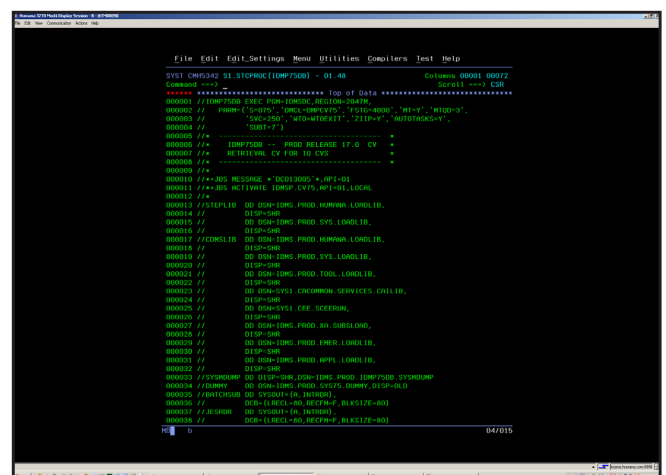 Humana 3270 Model Display Session - B -
File Edit View Communication Actions Help
File Edit Edit_Settings Menu Utilities Compilers Test Help
SYST CMH5342 S1.STCPROC(IDMP75DB) - 01.48 Columns 00001 00072
Command ===> _ Scroll ===> CSR
****** **************************** Top of Data ******************************
000001 //IDMP75DB EXEC PGM=IDMSDC,REGION=2047M,
000002 // PARM=('S=075','DMCL=DMPCV75','FSTG=4000','MT=Y','MTQD=3',
000003 // 'SVC=250','WTO=WTOEXIT','ZIIP=Y','AUTOTASKS=Y',
000004 // 'SUBT=7')
000005 //* ---------------------------------- *
000006 //* IDMP75DB -- PROD RELEASE 17.0 CV *
000007 //* RETRIEVAL CV FOR IQ CVS *
000008 //* ---------------------------------- *
000009 //*
000010 //**JBS MESSAGE *'DC013005'*,API=01
000011 //**JBS ACTIVATE IDMSP.CV75,API=01,LOCAL
000012 //*
000013 //STEPLIB DD DSN=IDMS.PROD.HUMANA.LOADLIB,
000014 // DISP=SHR
000015 // DD DSN=IDMS.PROD.SYS.LOADLIB,
000016 // DISP=SHR
000017 //CDMSLIB DD DSN=IDMS.PROD.HUMANA.LOADLIB,
000018 // DISP=SHR
000019 // DD DSN=IDMS.PROD.SYS.LOADLIB,
000020 // DISP=SHR
000021 // DD DSN=IDMS.PROD.TOOL.LOADLIB,
000022 // DISP=SHR
000023 // DD DSN=SYS1.CACOMMON.SERVICES.CAILIB,
000024 // DISP=SHR
000025 // DD DSN=SYS1.CEE.SCEERUN,
000026 // DISP=SHR
000027 // DD DSN=IDMS.PROD.XA.SUBSLOAD,
000028 // DISP=SHR
000029 // DD DSN=IDMS.PROD.EMER.LOADLIB,
000030 // DISP=SHR
000031 // DD DSN=IDMS.PROD.APPL.LOADLIB,
000032 // DISP=SHR
000033 //SYSMDUMP DD DISP=SHR,DSN=IDMS.PROD.IDMP75DB.SYSMDUMP
000034 //DUMMY DD DSN=IDMS.PROD.SYS75.DUMMY,DISP=OLD
000035 //BATCHSUB DD SYSOUT=(A,INTRDR),
000036 // DCB=(LRECL=80,RECFM=F,BLKSIZE=80)
000037 //JESRDR DD SYSOUT=(A,INTRDR),
000038 // DCB=(LRECL=80,RECFM=F,BLKSIZE=80)
b 04/015